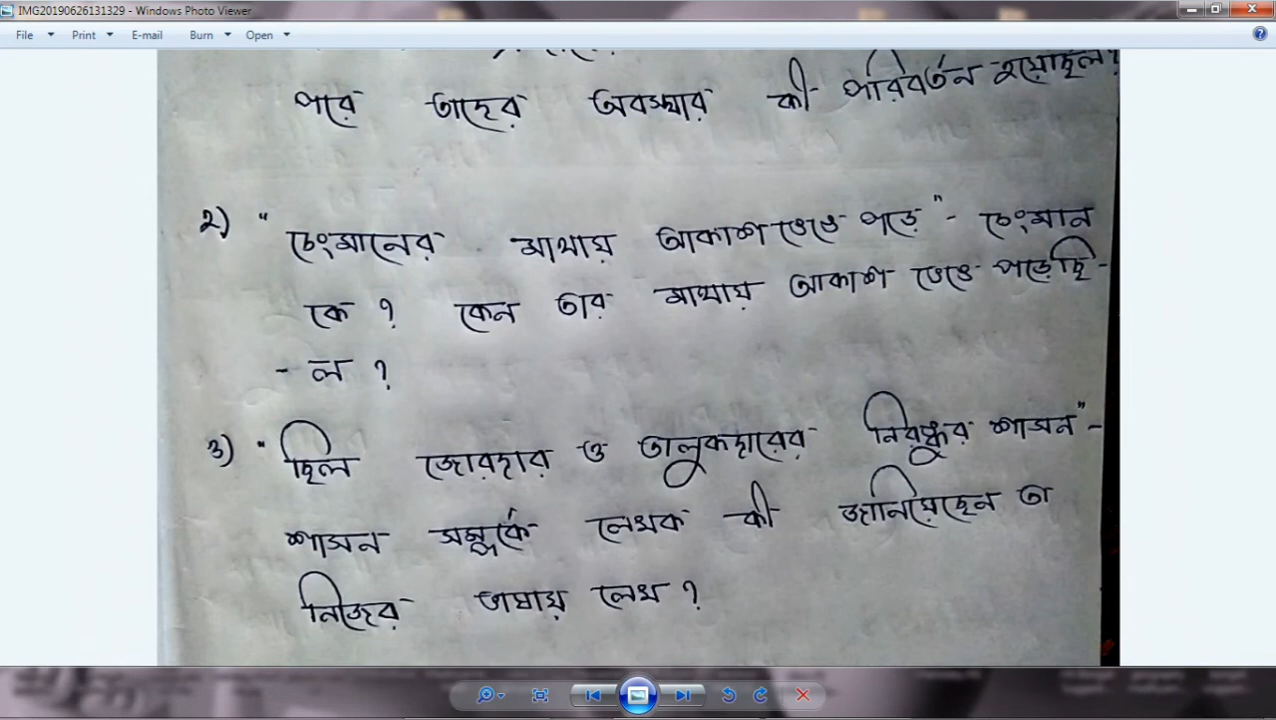 IMG20190626131329 - Windows Photo Viewer
File Print E-mail Burn Open
পরে তাদের অবস্থার কী পরিবর্তন হয়েছিল?
২) "চেংমানের মাথায় আকাশ ভেঙে পড়ে" - চেংমান
কে ? কেন তার মাথায় আকাশ ভেঙে পড়েছি -
- ল ?
৩) "ছিল জোরদার ও তালুকদারের নিরঙ্কুর শাসন" -
শাসন সম্পর্কে লেখক কী জানিয়েছেন তা
নিজের ভাষায় লেখ ?